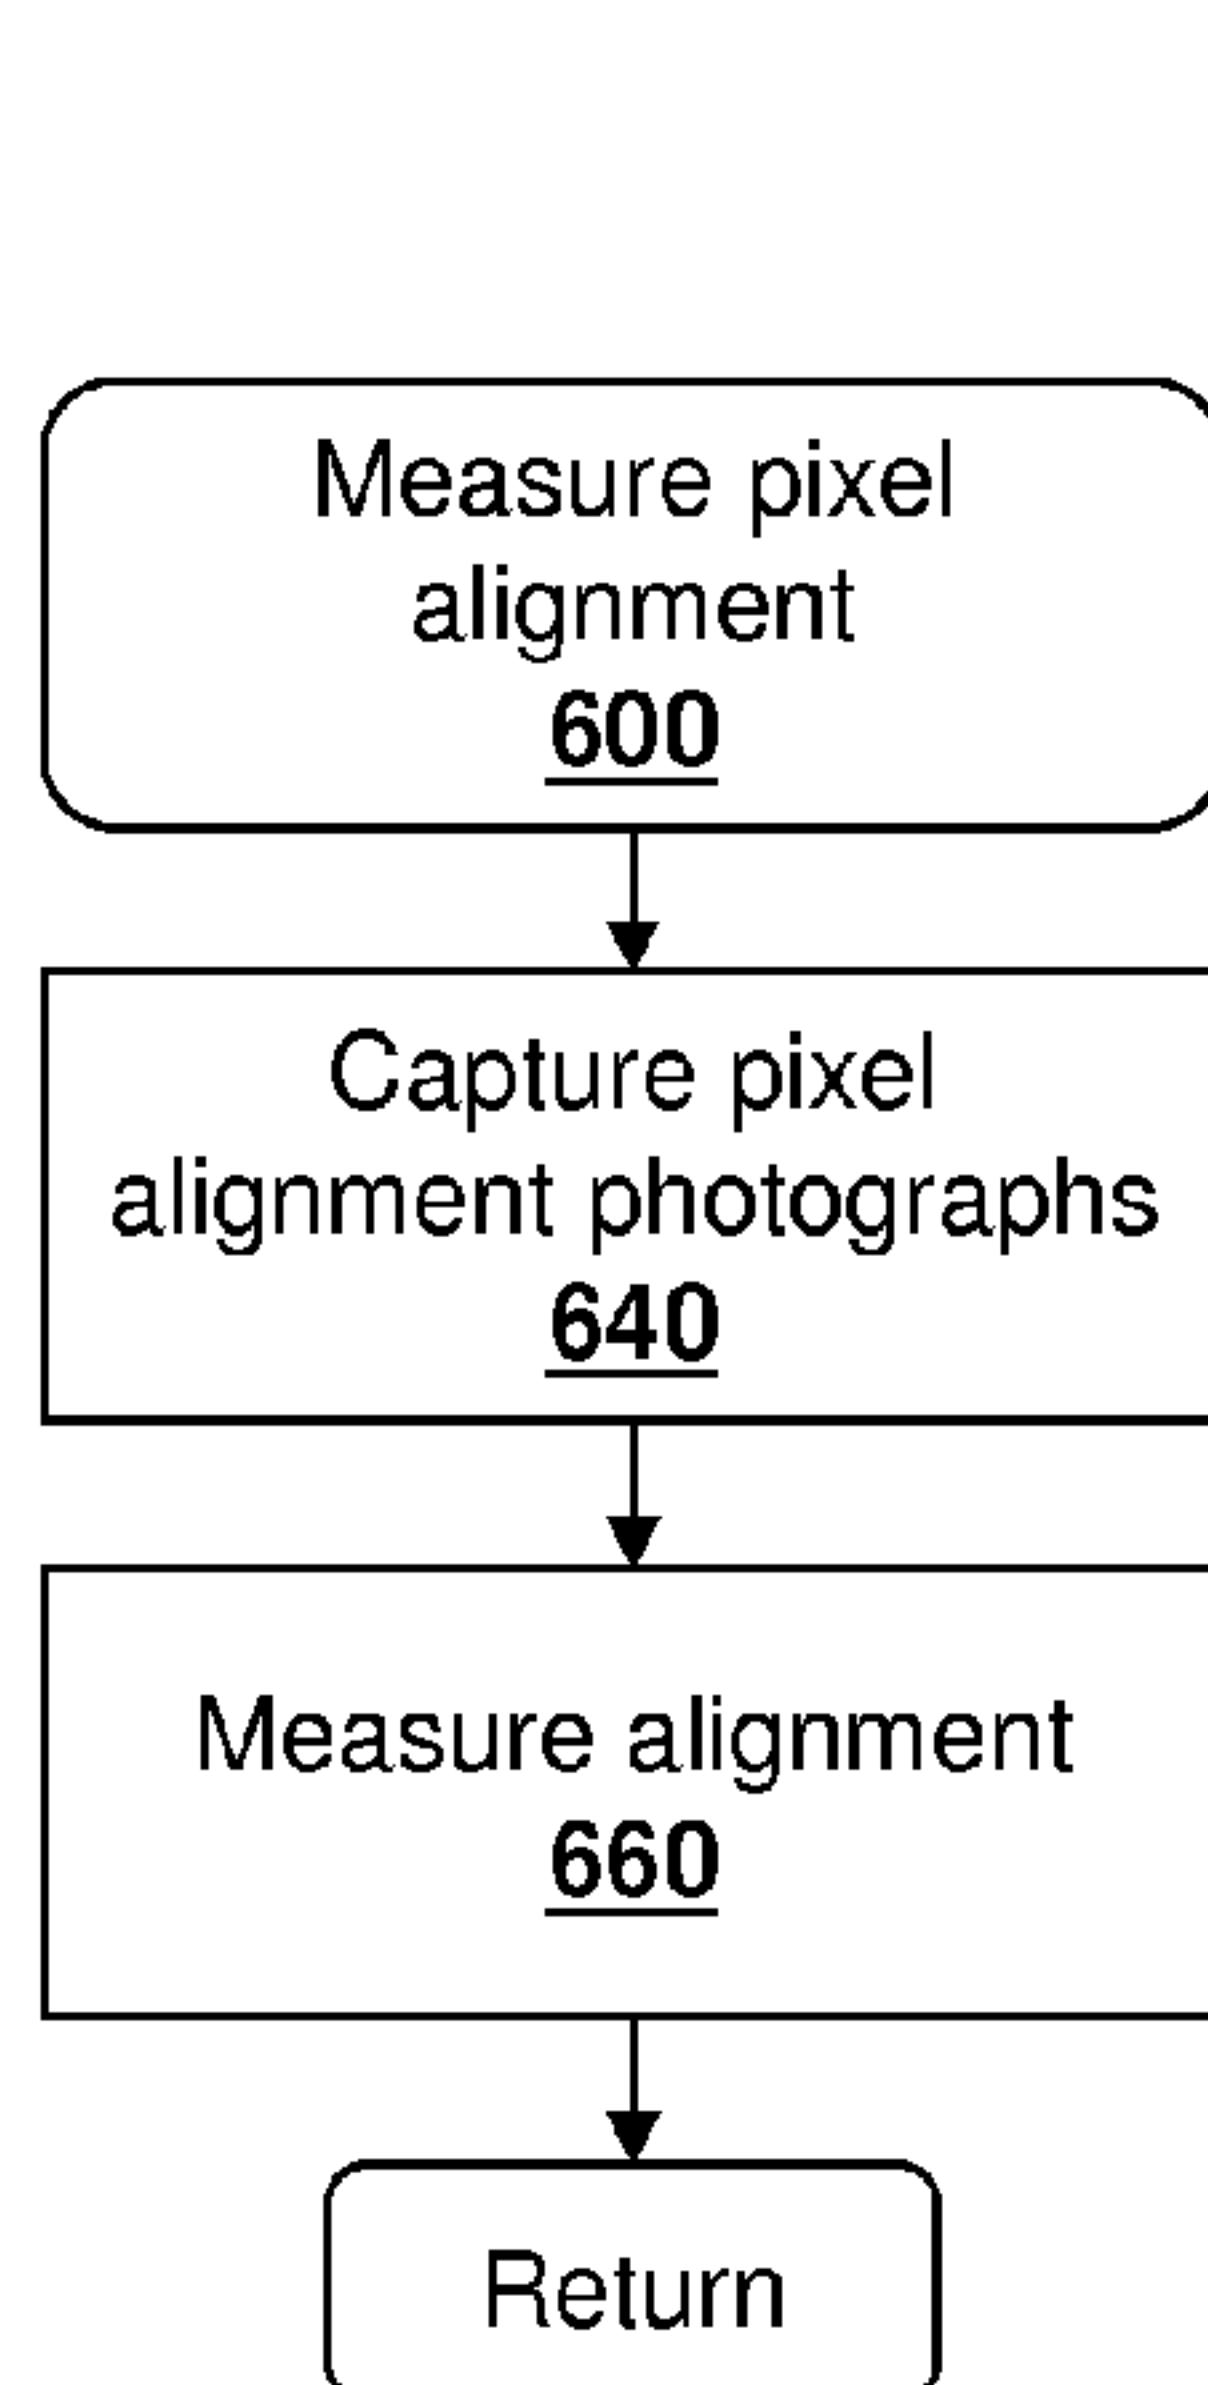 Measure pixel
alignment
600
Capture pixel
alignment photographs
640
Measure alignment
660
Return